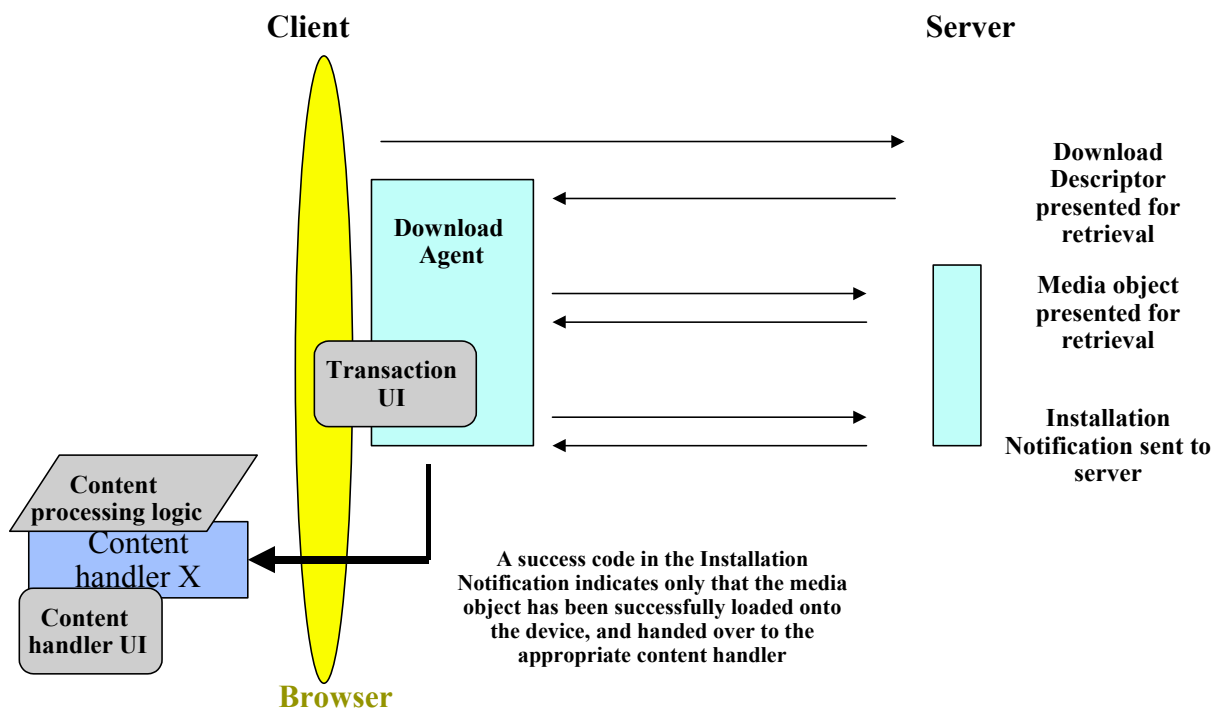 Client
Server
Download
Descriptor
presented for
retrieval
Download
Agent
Media object
presented for
retrieval
Transaction
UI
Installation
Notification sent to
server
Content
processing logic
Content
handler X
Content
handler UI
A success code in the Installation
Notification indicates only that the media
object has been successfully loaded onto
the device, and handed over to the
appropriate content handler
Browser